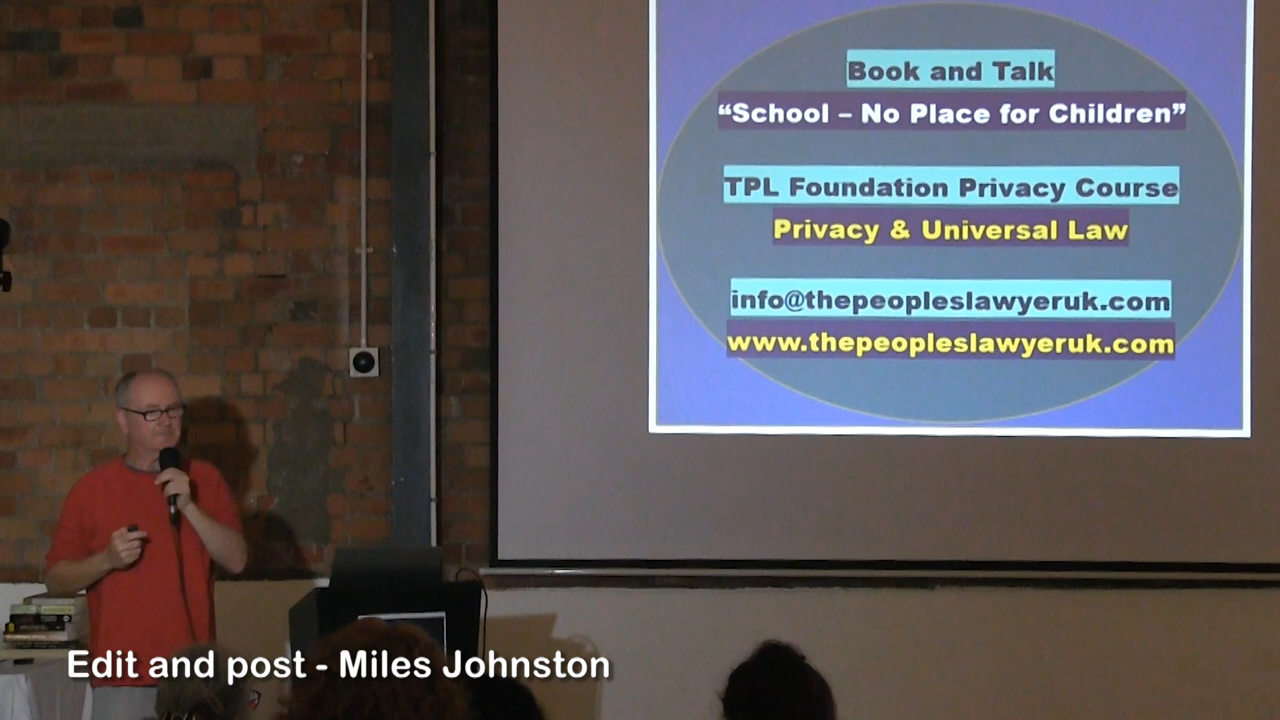 Book and Talk
“School – No Place for Children”
TPL Foundation Privacy Course
Privacy & Universal Law
info@thepeopleslawyeruk.com
www.thepeopleslawyeruk.com
Edit and post - Miles Johnston